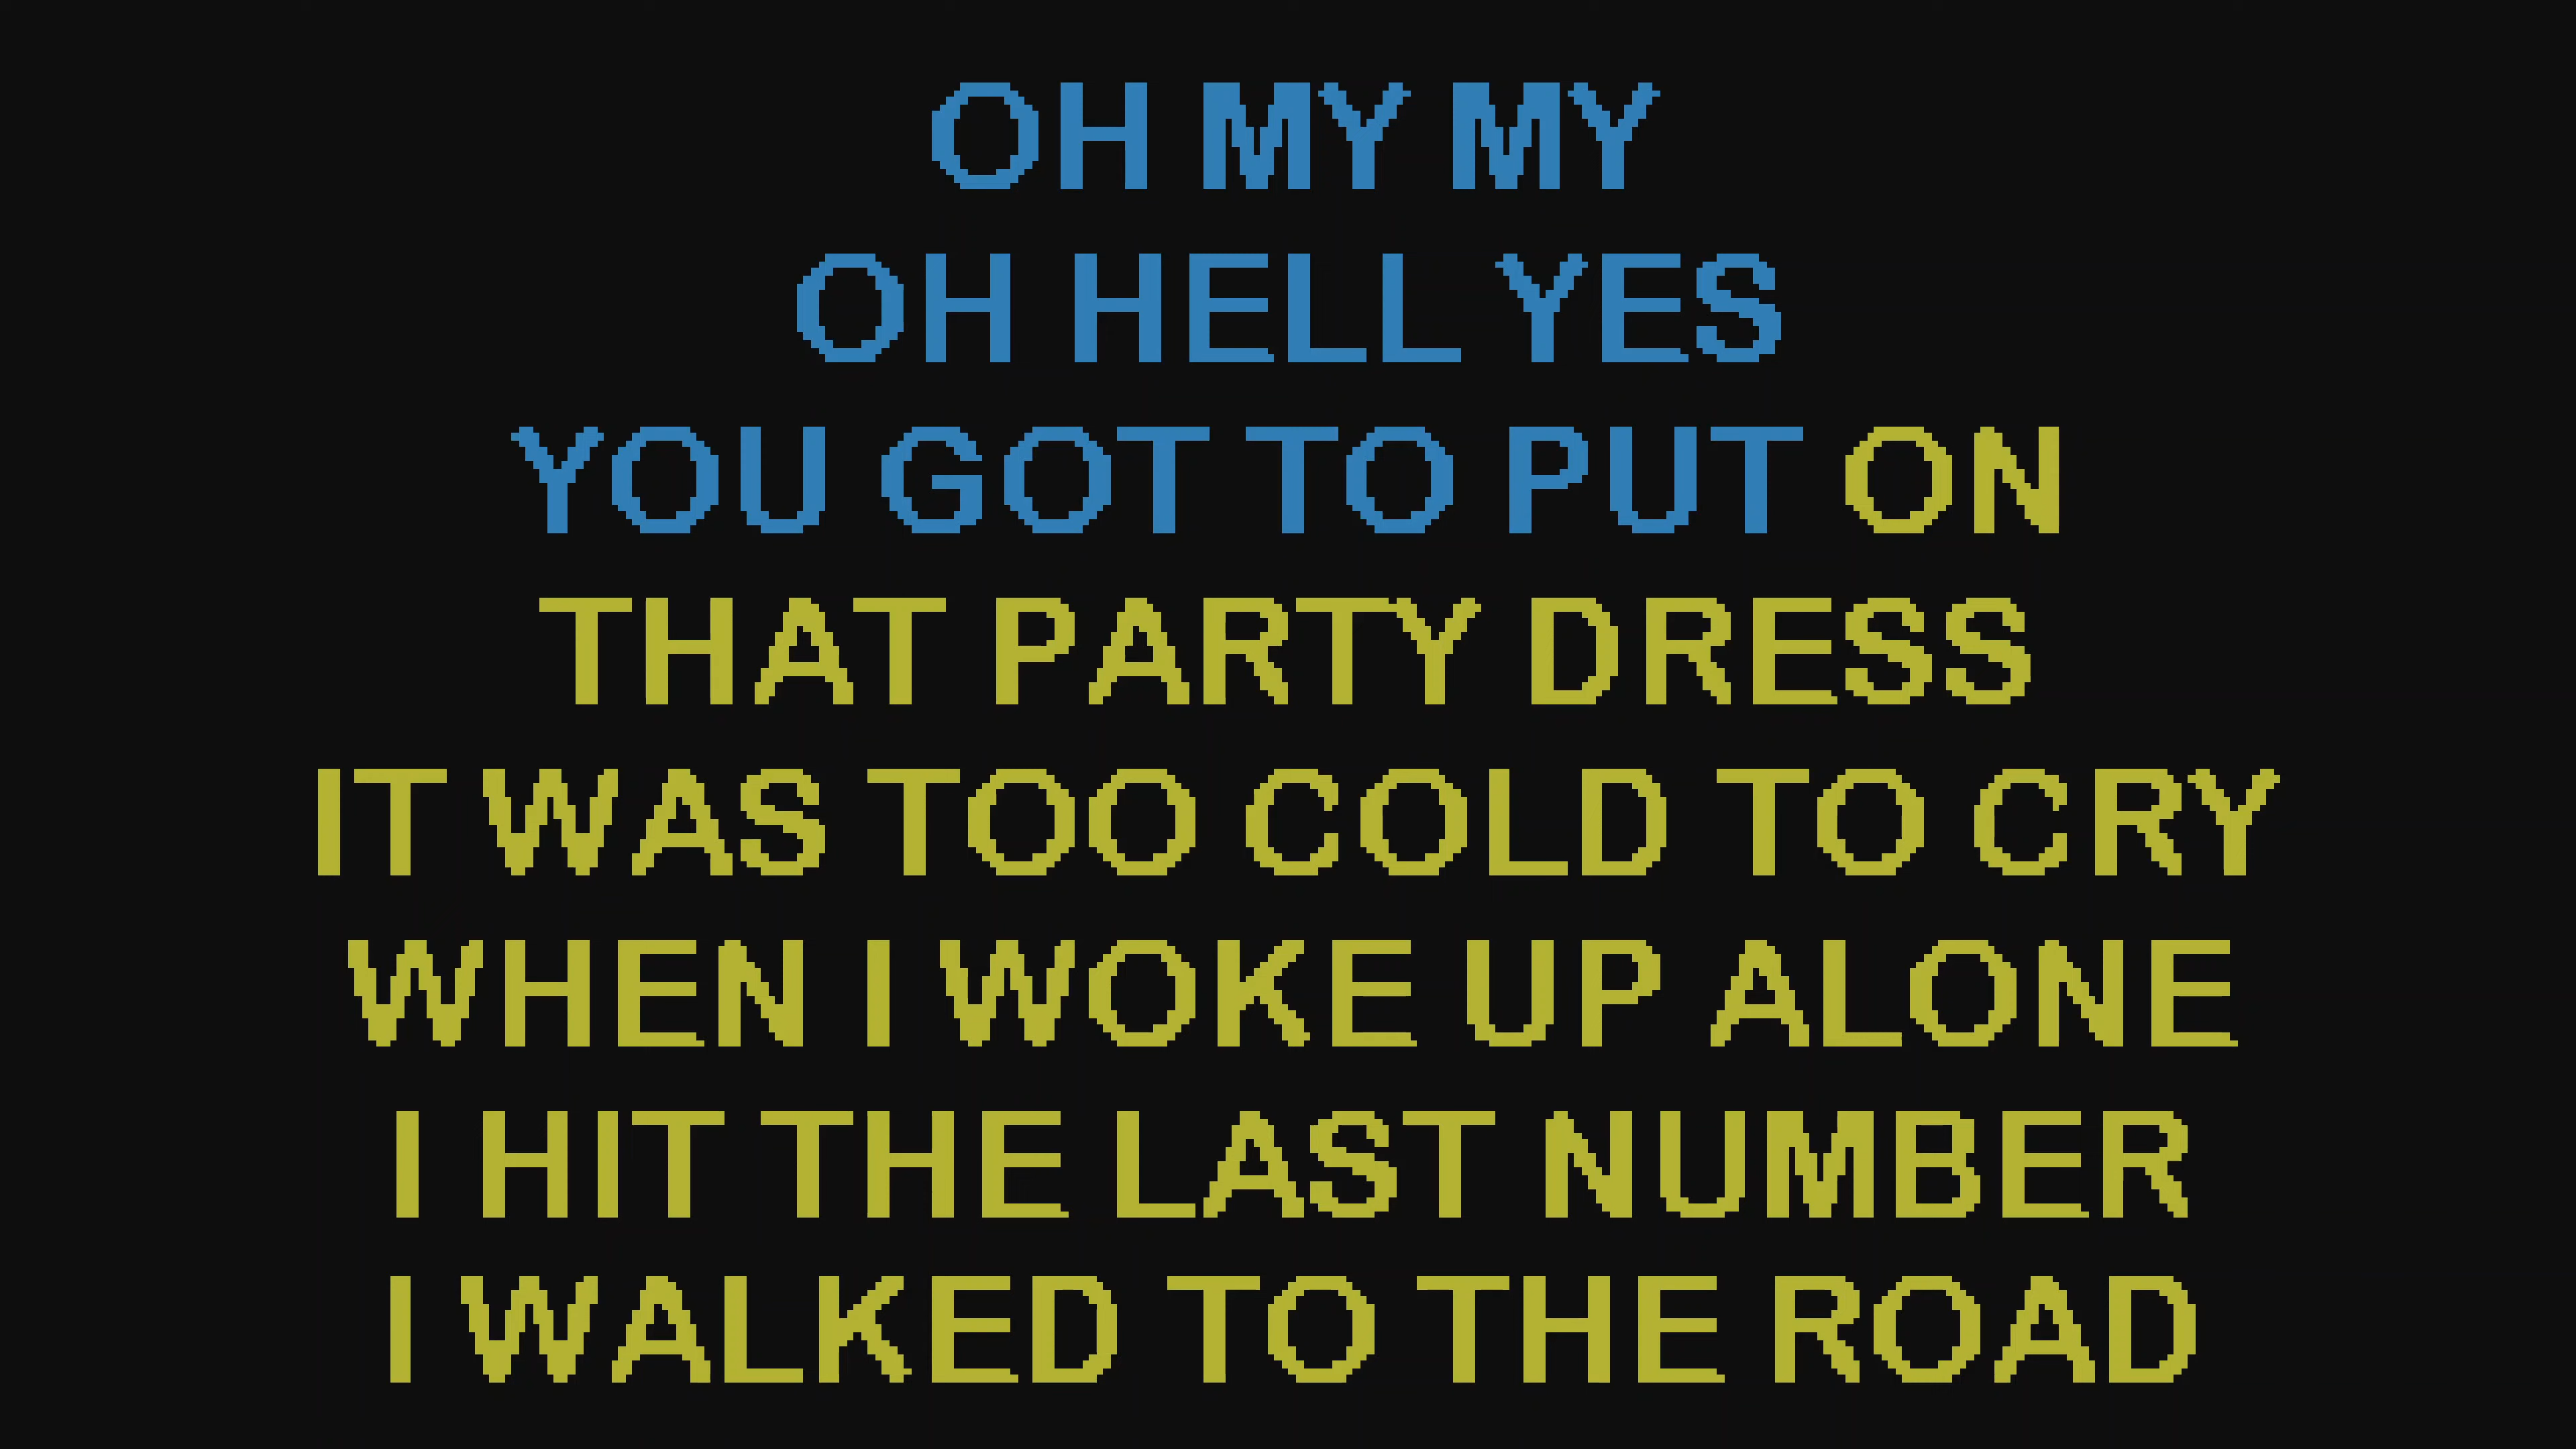 OH MY MY
OH HELL YES
YOU GOT TO PUT ON
THAT PARTY DRESS
IT WAS TOO COLD TO CRY
WHEN I WOKE UP ALONE
I HIT THE LAST NUMBER
I WALKED TO THE ROAD